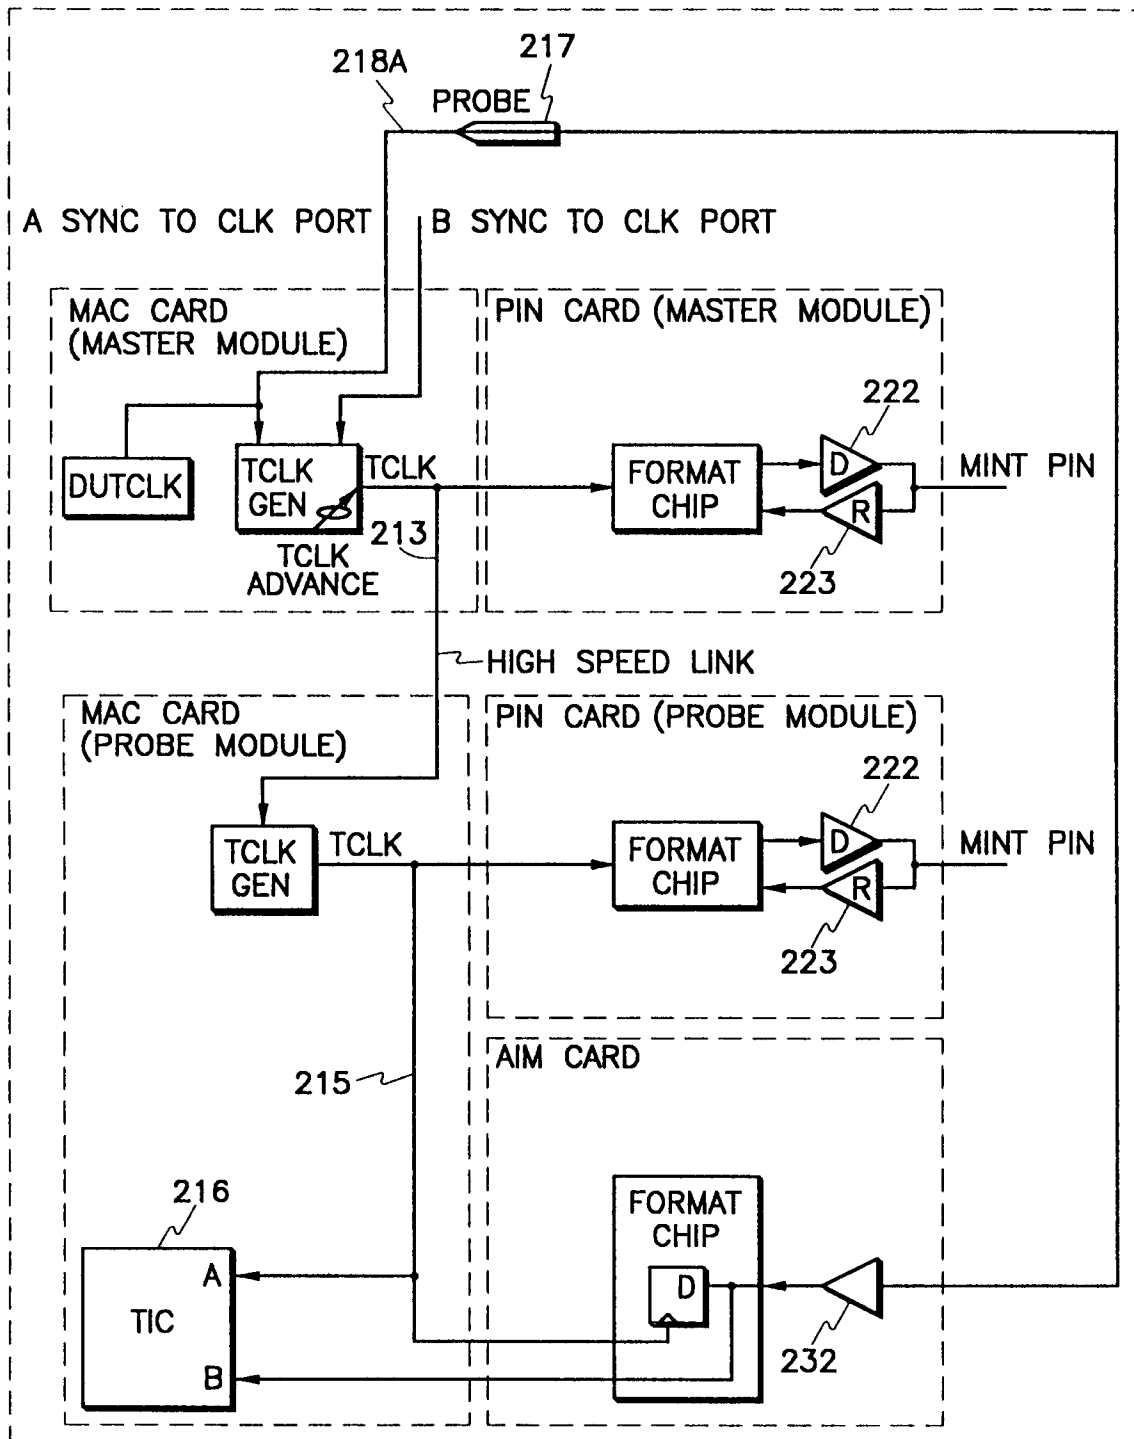 217
218A
PROBE
A SYNC TO CLK PORT
B SYNC TO CLK PORT
MAC CARD
(MASTER MODULE)
PIN CARD (MASTER MODULE)
222
DUTCLK
TCLK
GEN
TCLK
FORMAT
CHIP
D
R
MINT PIN
213
TCLK
ADVANCE
223
HIGH SPEED LINK
MAC CARD
(PROBE MODULE)
PIN CARD (PROBE MODULE)
222
TCLK
GEN
TCLK
FORMAT
CHIP
D
R
MINT PIN
223
AIM CARD
215
216
FORMAT
CHIP
A
D
TIC
B
232